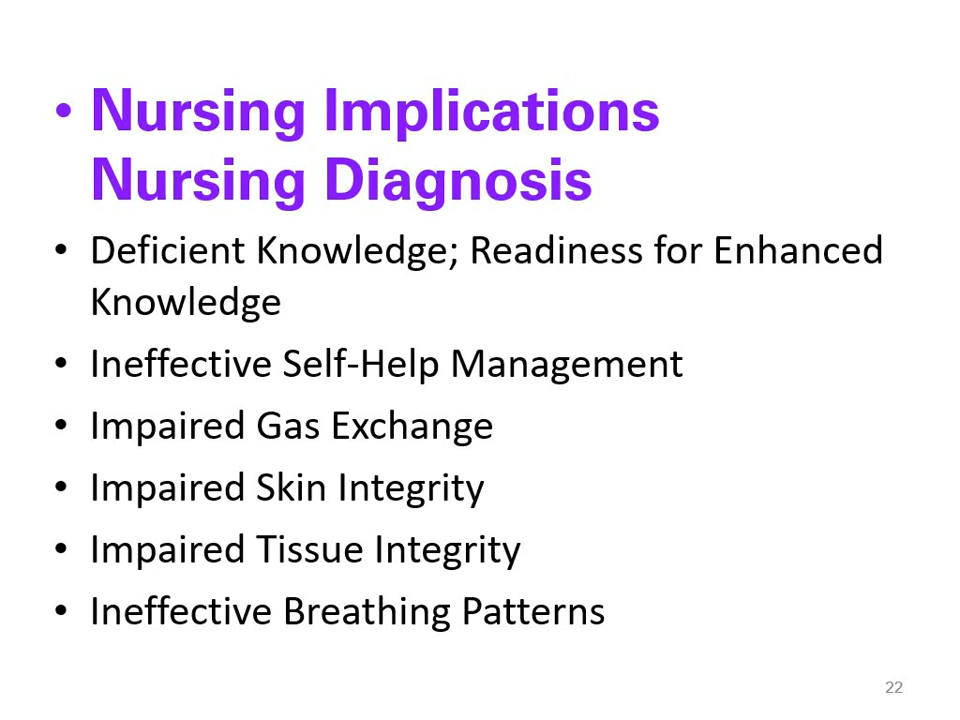 • Nursing Implications
Nursing Diagnosis
• Deficient Knowledge; Readiness for Enhanced
Knowledge
• Ineffective Self-Help Management
• Impaired Gas Exchange
• Impaired Skin Integrity
• Impaired Tissue Integrity
• Ineffective Breathing Patterns
22